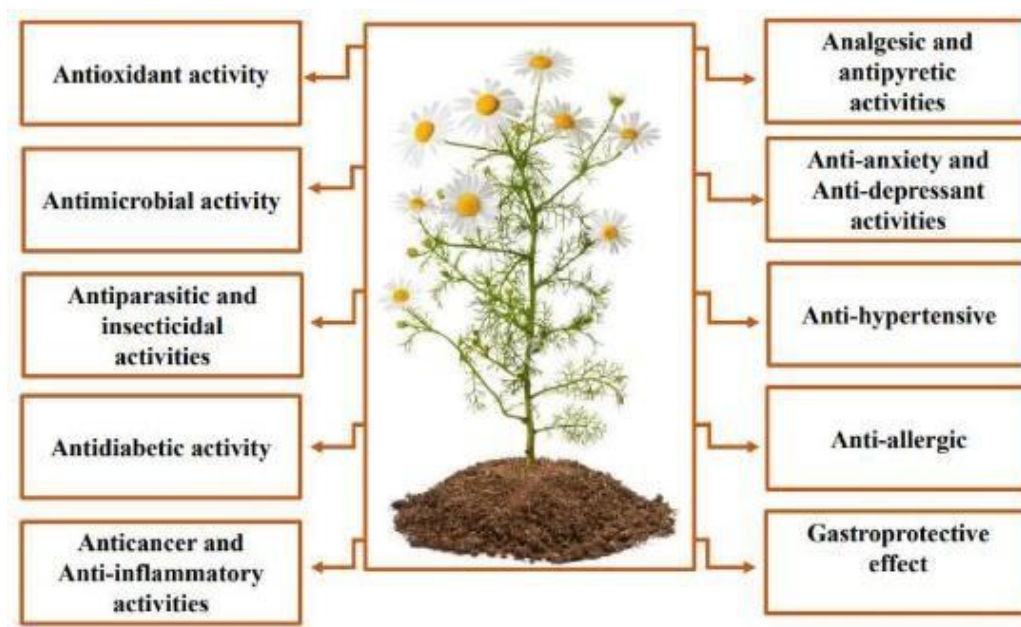 Antioxidant activity
Antimicrobial activity
Antiparasitic and
insecticidal
activities
Antidiabetic activity
Anticancer and
Anti-inflammatory
activities
Analgesic and
antipyretic
activities
Anti-anxiety and
Anti-depressant
activities
Anti-hypertensive
Anti-allergic
Gastroprotective
effect